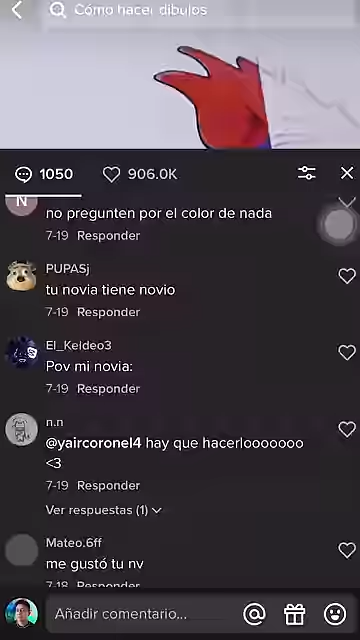 Cómo hacer dibujos
1050
906.0K
N
no pregunten por el color de nada
7-19 Responder
PUPASj
tu novia tiene novio
7-19 Responder
El_Keldeo3
Pov mi novia:
7-19 Responder
n.n
@yaircoronel4 hay que hacerlooooooo
<3
7-19 Responder
Ver respuestas (1)
Mateo.6ff
me gustó tu nv
7-18 Responder
Añadir comentario...